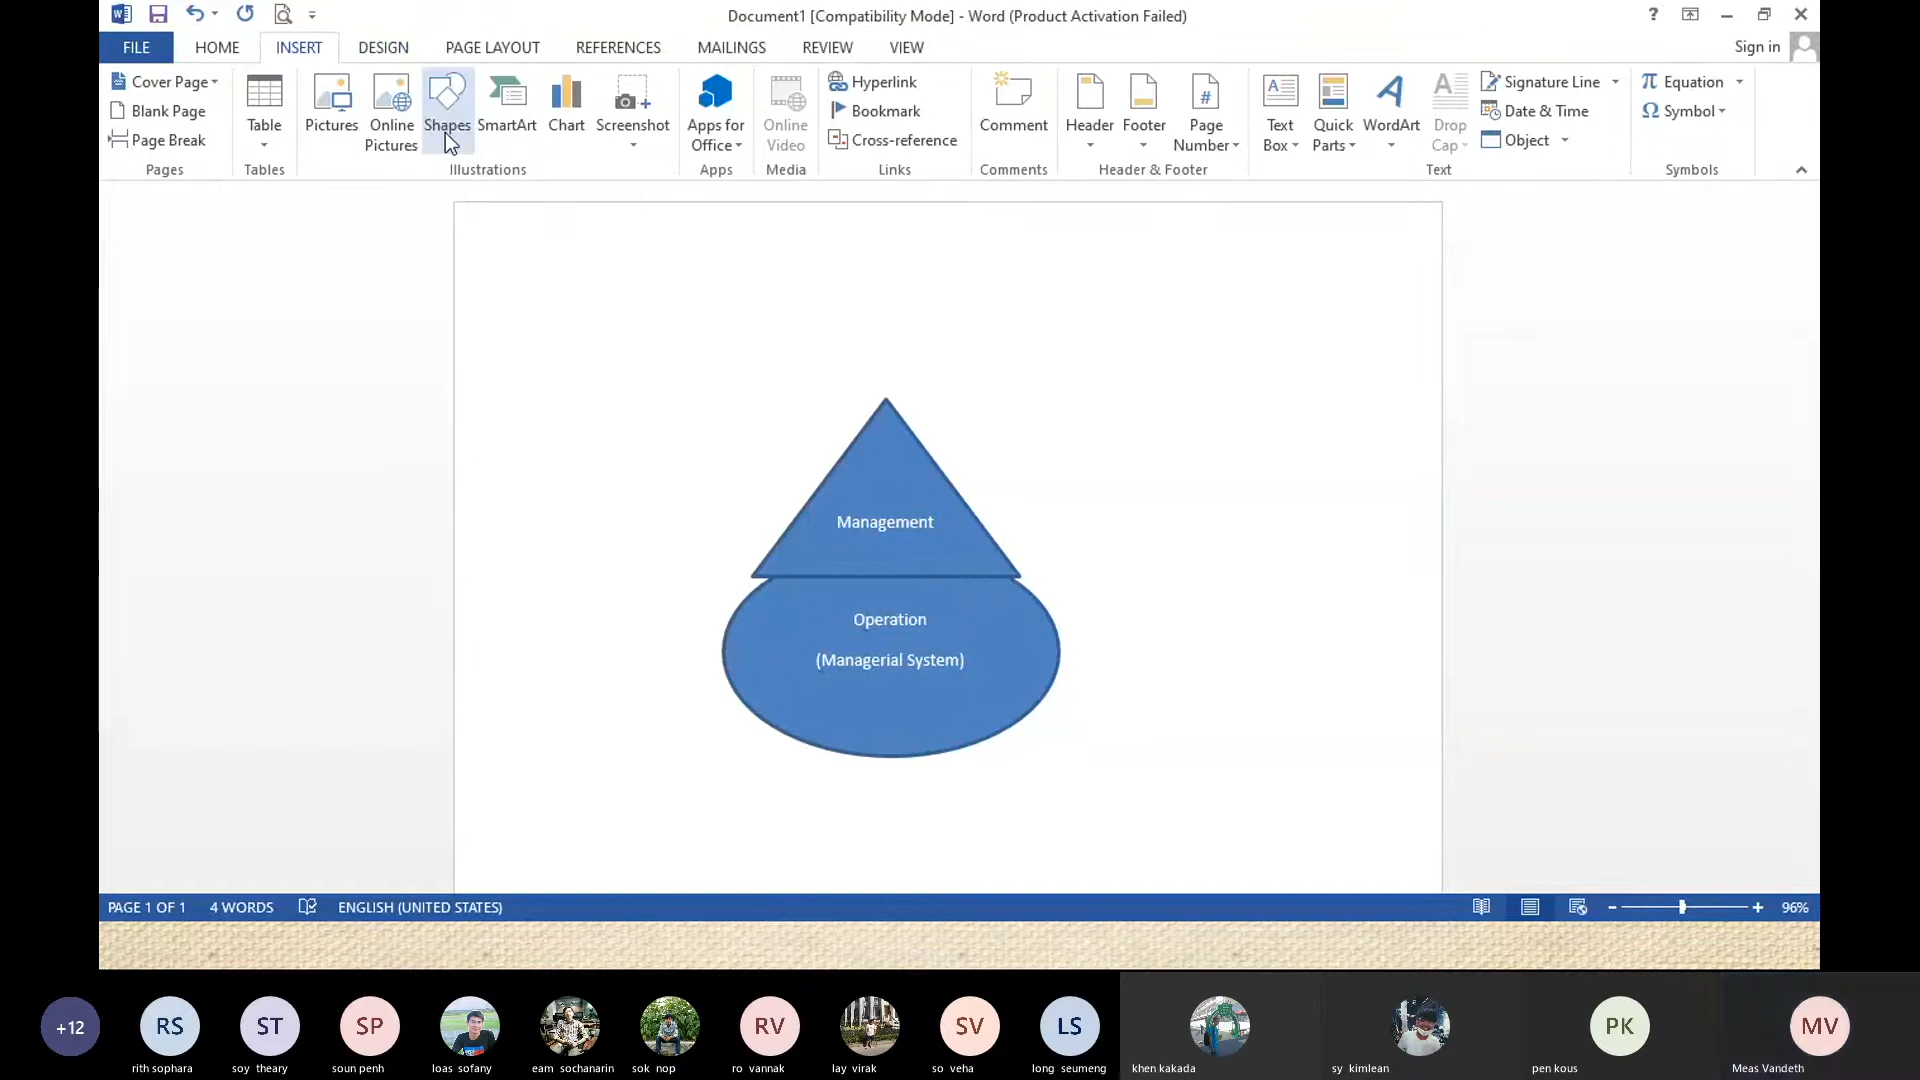 Document1 [Compatibility Mode] - Word (Product Activation Failed)
FILE HOME INSERT DESIGN PAGE LAYOUT REFERENCES MAILINGS REVIEW VIEW Sign in
Cover Page
Blank Page
Page Break
Pages
Table
Tables
Pictures
Online Pictures
Shapes
SmartArt
Chart
Screenshot
Illustrations
Apps for Office
Apps
Online Video
Media
Hyperlink
Bookmark
Cross-reference
Links
Comment
Comments
Header
Footer
Page Number
Header & Footer
Text Box
Quick Parts
WordArt
Drop Cap
Signature Line
Date & Time
Object
Text
Equation
Symbol
Symbols
Management
Operation
(Managerial System)
PAGE 1 OF 1 4 WORDS ENGLISH (UNITED STATES) 96%
+12 RS ST SP RV SV LS PK MV
rith sophara soy theary soun penh loas sofany eam sochanarin sok nop ro vannak lay virak so veha long seumeng khen kakada sy kimlean pen kous Meas Vandeth